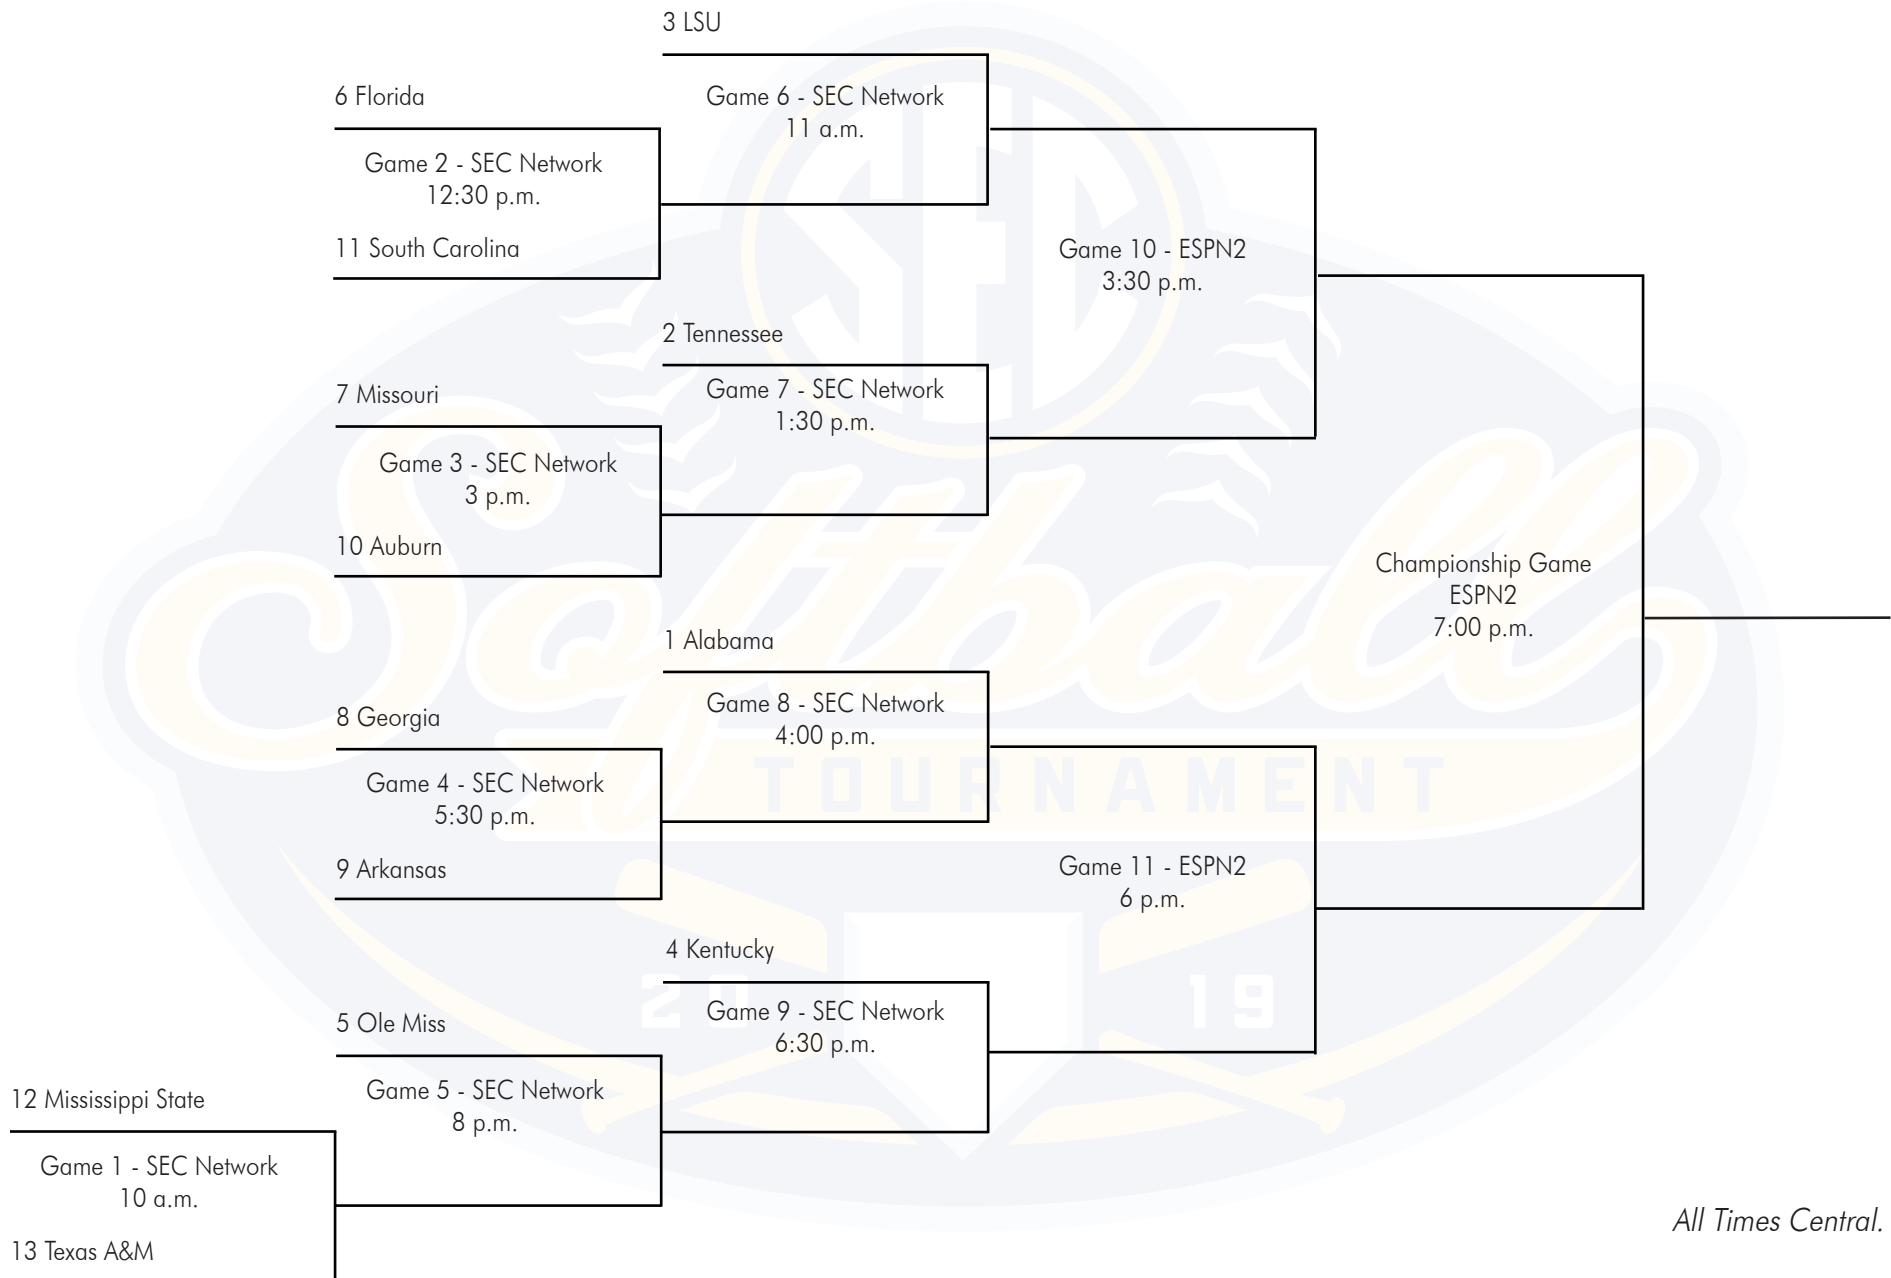 3 LSU
6 Florida
Game 6 - SEC Network
11 a.m.
Game 2 - SEC Network
12:30 p.m.
11 South Carolina
Game 10 - ESPN2
3:30 p.m.
2 Tennessee
7 Missouri
Game 7 - SEC Network
1:30 p.m.
Game 3 - SEC Network
3 p.m.
10 Auburn
Championship Game
ESPN2
7:00 p.m.
1 Alabama
8 Georgia
Game 8 - SEC Network
4:00 p.m.
Game 4 - SEC Network
5:30 p.m.
9 Arkansas
Game 11 - ESPN2
6 p.m.
4 Kentucky
5 Ole Miss
Game 9 - SEC Network
6:30 p.m.
12 Mississippi State
Game 5 - SEC Network
8 p.m.
Game 1 - SEC Network
10 a.m.
13 Texas A&M
All Times Central.
SEC
Softball
TOURNAMENT
20 19